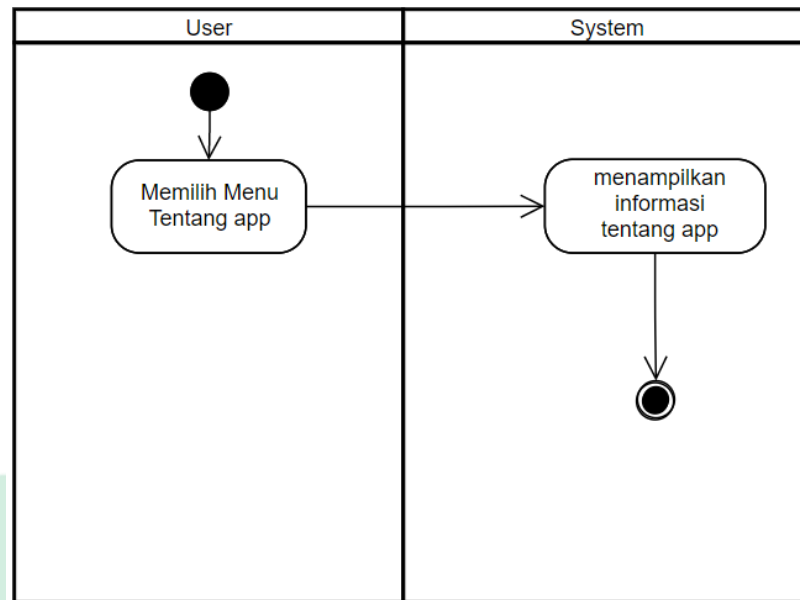 User
System
Memilih Menu
Tentang app
menampilkan
informasi
tentang app